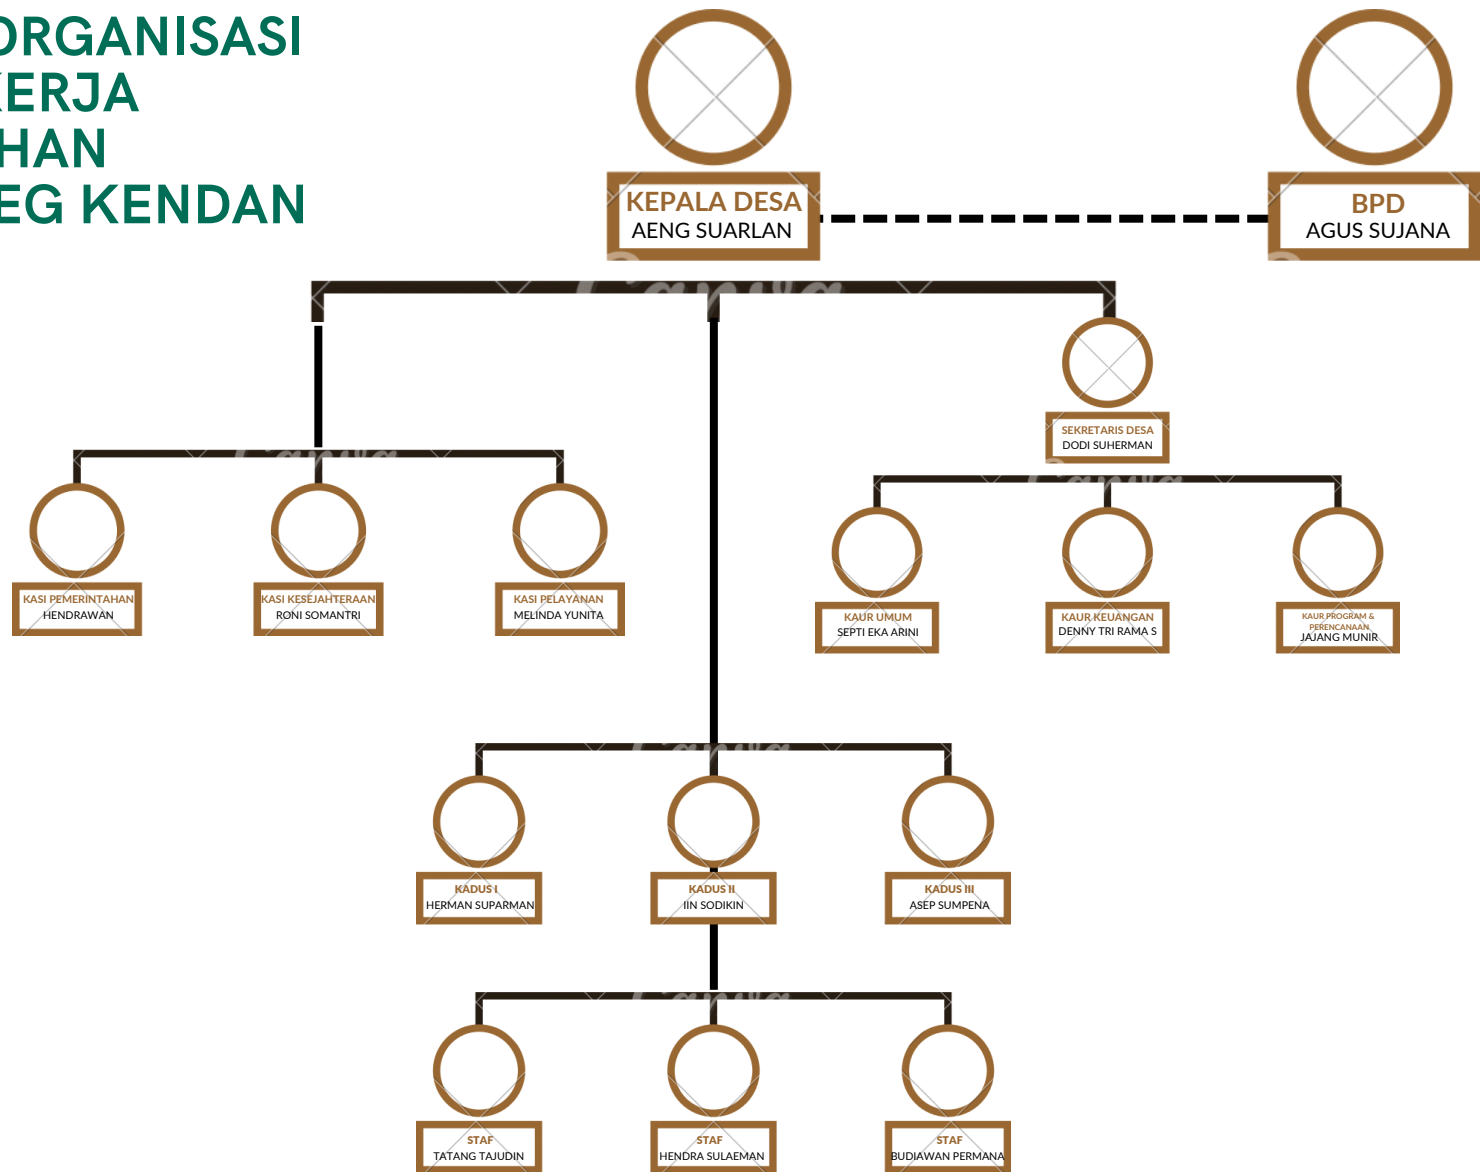 ORGANISASI
KERJA
HAN
EG KENDAN
KEPALA DESA
AENG SUARLAN
BPD
AGUS SUJANA
SEKRETARIS DESA
DODI SUHERMAN
KASI PEMERINTAHAN
HENDRAWAN
KASI KESEJAHTERAAN
RONI SOMANTRI
KASI PELAYANAN
MELINDA YUNITA
KAUR UMUM
SEPTI EKA ARINI
KAUR KEUANGAN
DENNY TRI RAMA S
KAUR PROGRAM &
PERENCANAAN
JAJANG MUNIR
KADUS I
HERMAN SUPARMAN
KADUS II
IIN SODIKIN
KADUS III
ASEP SUMPENA
STAF
TATANG TAJUDIN
STAF
HENDRA SULAEMAN
STAF
BUDIAWAN PERMANA